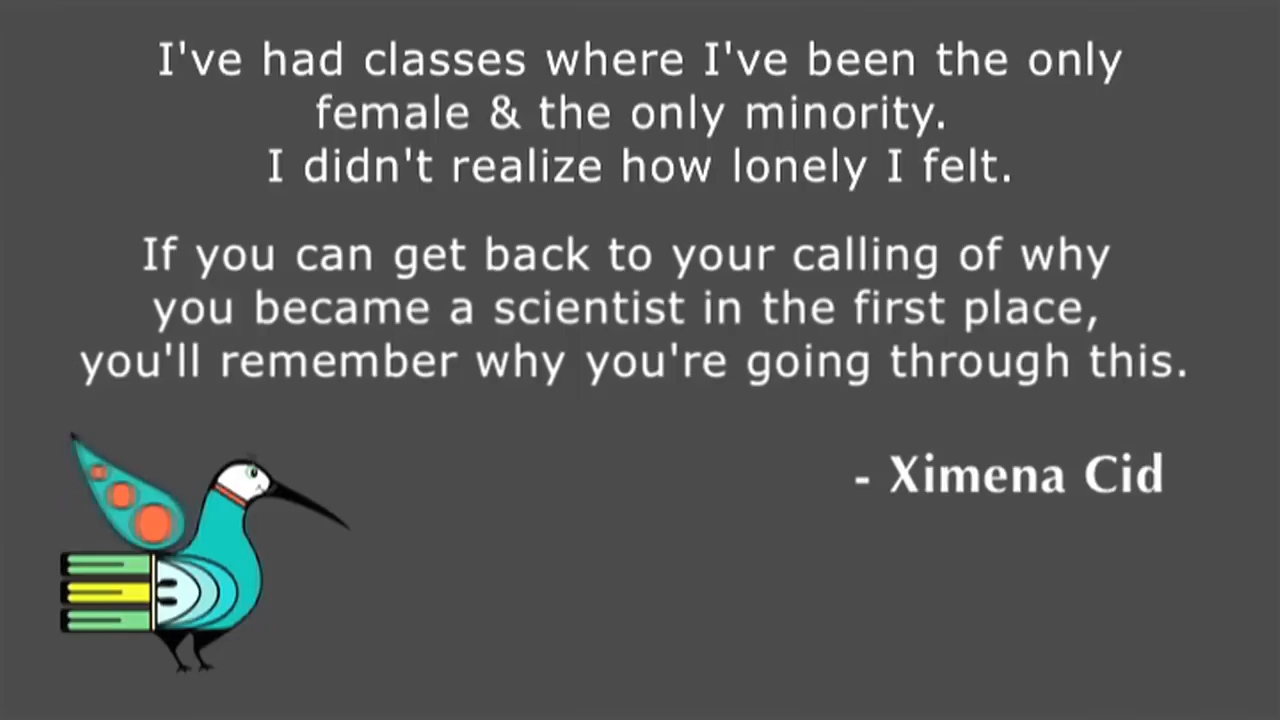 I've had classes where I've been the only
female & the only minority.
I didn't realize how lonely I felt.
If you can get back to your calling of why
you became a scientist in the first place,
you'll remember why you're going through this.
- Ximena Cid